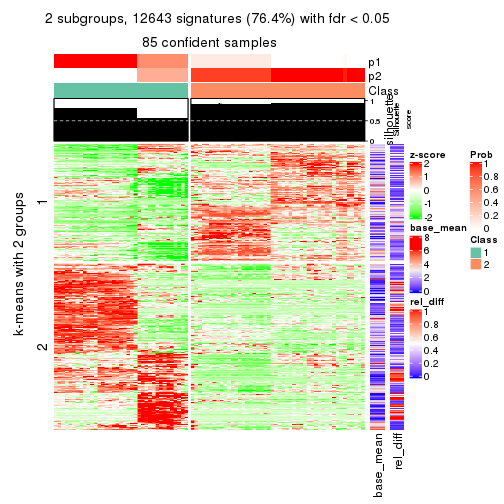 2 subgroups, 12643 signatures (76.4%) with fdr < 0.05
85 confident samples
p1
p2
Class
1
0.5
0
silhouette
Silhouette
score
k-means with 2 groups
1
2
base_mean
rel_diff
z-score
2
1
0
-1
-2
base_mean
8
6
4
2
0
rel_diff
1
0.8
0.6
0.4
0.2
0
Prob
1
0.8
0.6
0.4
0.2
0
Class
1
2